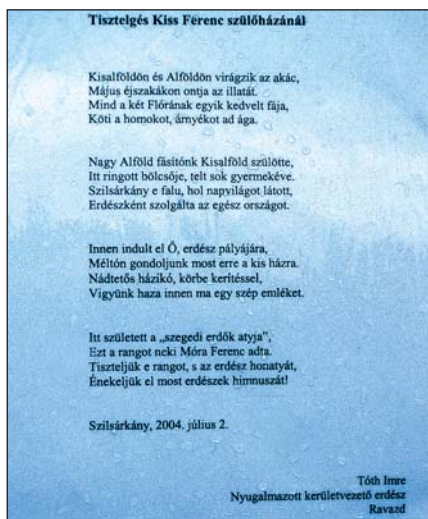 Tisztelgés Kiss Ferenc szülőházánál
Kisalföldön és Alföldön virágzik az akác,
Május éjszakákon ontja az illatát.
Mind a két Flórának egyik kedvelt fája,
Köti a homokot, árnyékot ad ága.
Nagy Alföld fásítónk Kisalföld szülötte,
Itt ringott bölcsője, telt sok gyermekéve.
Szilsárkány e falu, hol napvilágot látott,
Erdészként szolgálta az egész országot.
Innen indult el Ő, erdész pályájára,
Méltón gondoljunk most erre a kis házra.
Nádtetős házikó, körbe kerítéssel,
Vigyünk haza innen ma egy szép emléket.
Itt született a „szegedi erdők atyja”,
Ezt a rangot neki Móra Ferenc adta.
Tiszteljük e rangot, s az erdész honatyát,
Énekeljük el most erdészek himnuszát!
Szilsárkány, 2004. július 2.
Tóth Imre
Nyugalmazott kerületvezető erdész
Ravazd